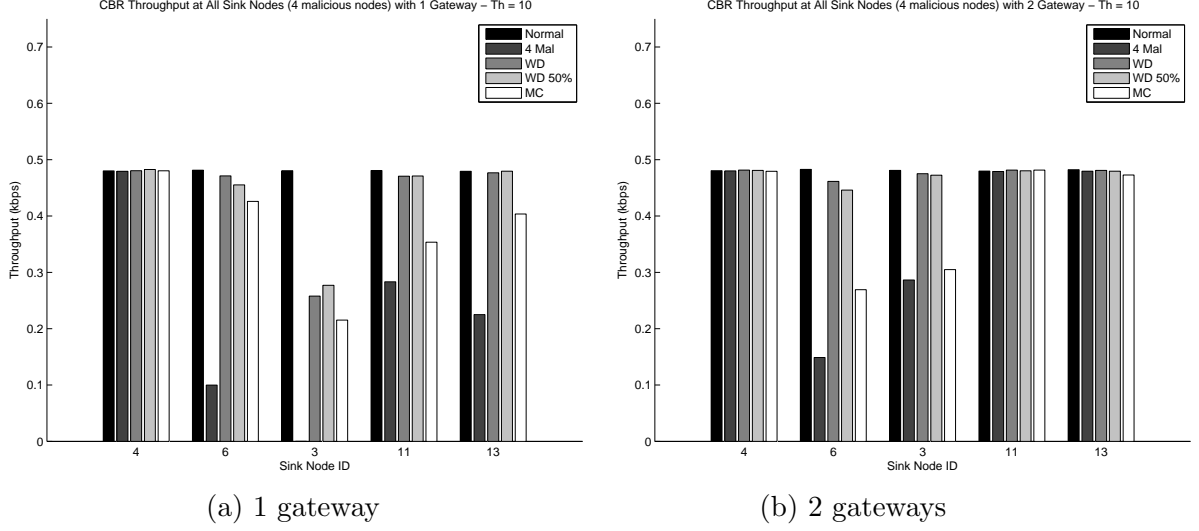 CBR Throughput at All Sink Nodes (4 malicious nodes) with 1 Gateway – Th = 10
Normal
4 Mal
WD
WD 50%
MC
0.7
0.6
0.5
0.4
0.3
0.2
0.1
0
Throughput (kbps)
4 6 3 11 13
Sink Node ID
(a) 1 gateway
CBR Throughput at All Sink Nodes (4 malicious nodes) with 2 Gateway – Th = 10
Normal
4 Mal
WD
WD 50%
MC
0.7
0.6
0.5
0.4
0.3
0.2
0.1
0
Throughput (kbps)
4 6 3 11 13
Sink Node ID
(b) 2 gateways